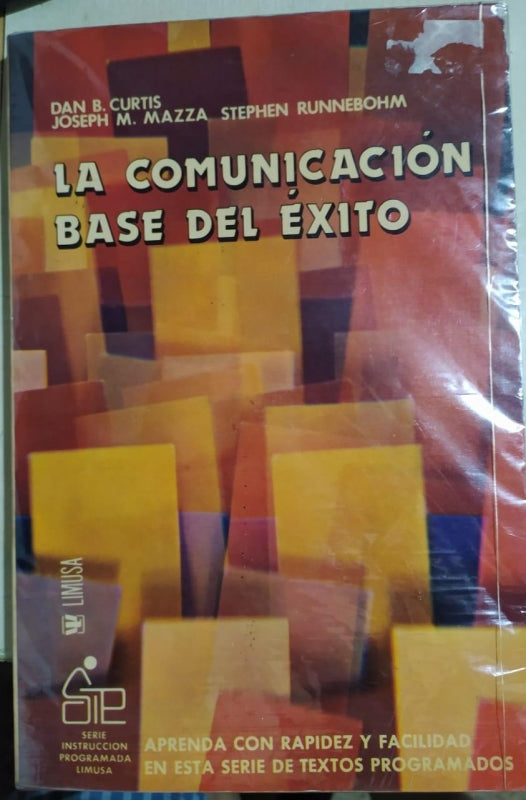 DAN B. CURTIS
JOSEPH M. MAZZA STEPHEN RUNNEBOHM
LA COMUNICACIÓN
BASE DEL ÉXITO
LIMUSA
SERIE
INSTRUCCION
PROGRAMADA
LIMUSA
APRENDA CON RAPIDEZ Y FACILIDAD
EN ESTA SERIE DE TEXTOS PROGRAMADOS